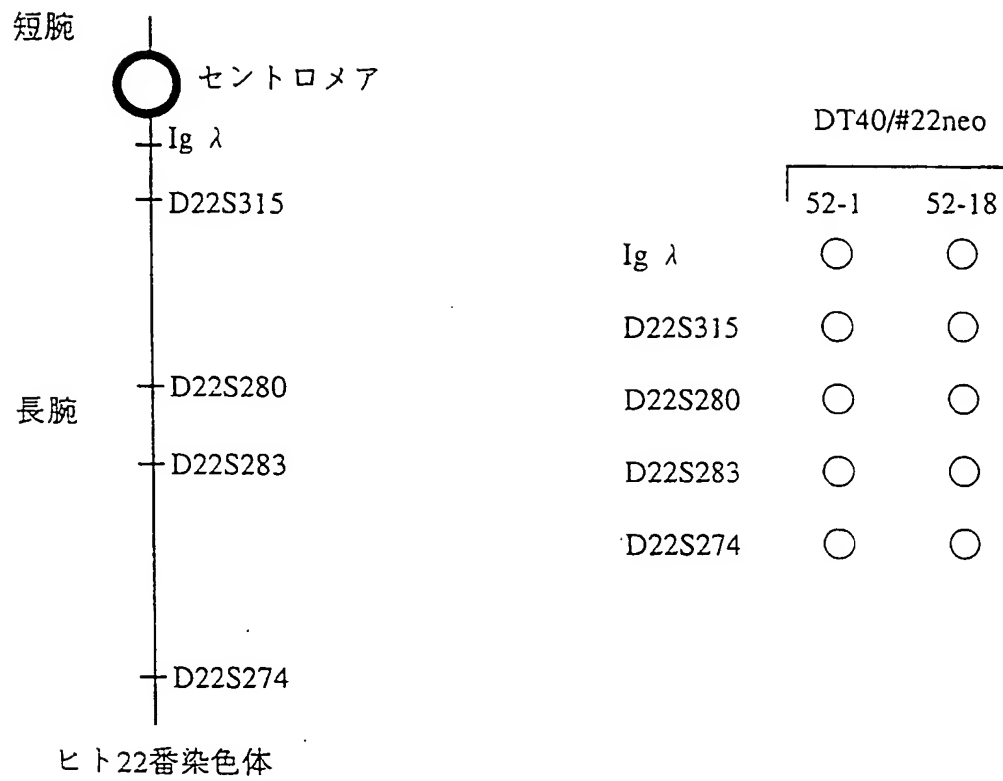 短腕
セントロメア
Ig λ
D22S315
D22S280
長腕
D22S283
D22S274
ヒト22番染色体
DT40/#22neo
52-1 52-18
Ig λ ○ ○
D22S315 ○ ○
D22S280 ○ ○
D22S283 ○ ○
D22S274 ○ ○